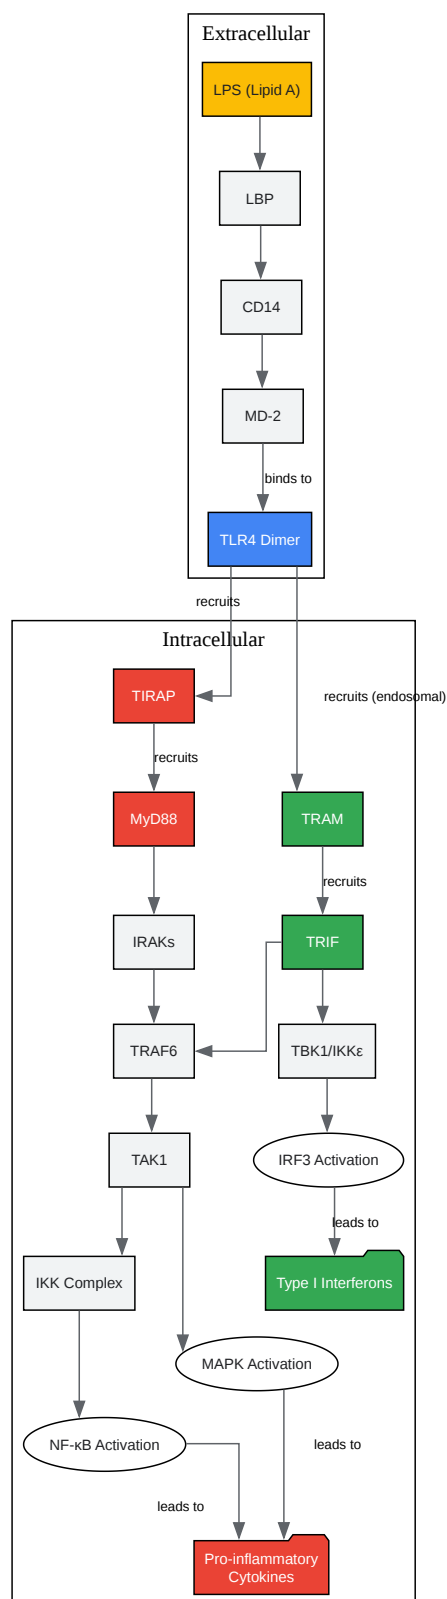 Extracellular
LPS (Lipid A)
LBP
CD14
MD-2
binds to
TLR4 Dimer
recruits
Intracellular
TIRAP
recruits (endosomal)
recruits
MyD88
TRAM
recruits
IRAKs
TRIF
TRAF6
TBK1/IKKε
TAK1
IRF3 Activation
leads to
IKK Complex
Type I Interferons
MAPK Activation
NF-κB Activation
leads to
leads to
Pro-inflammatory
Cytokines